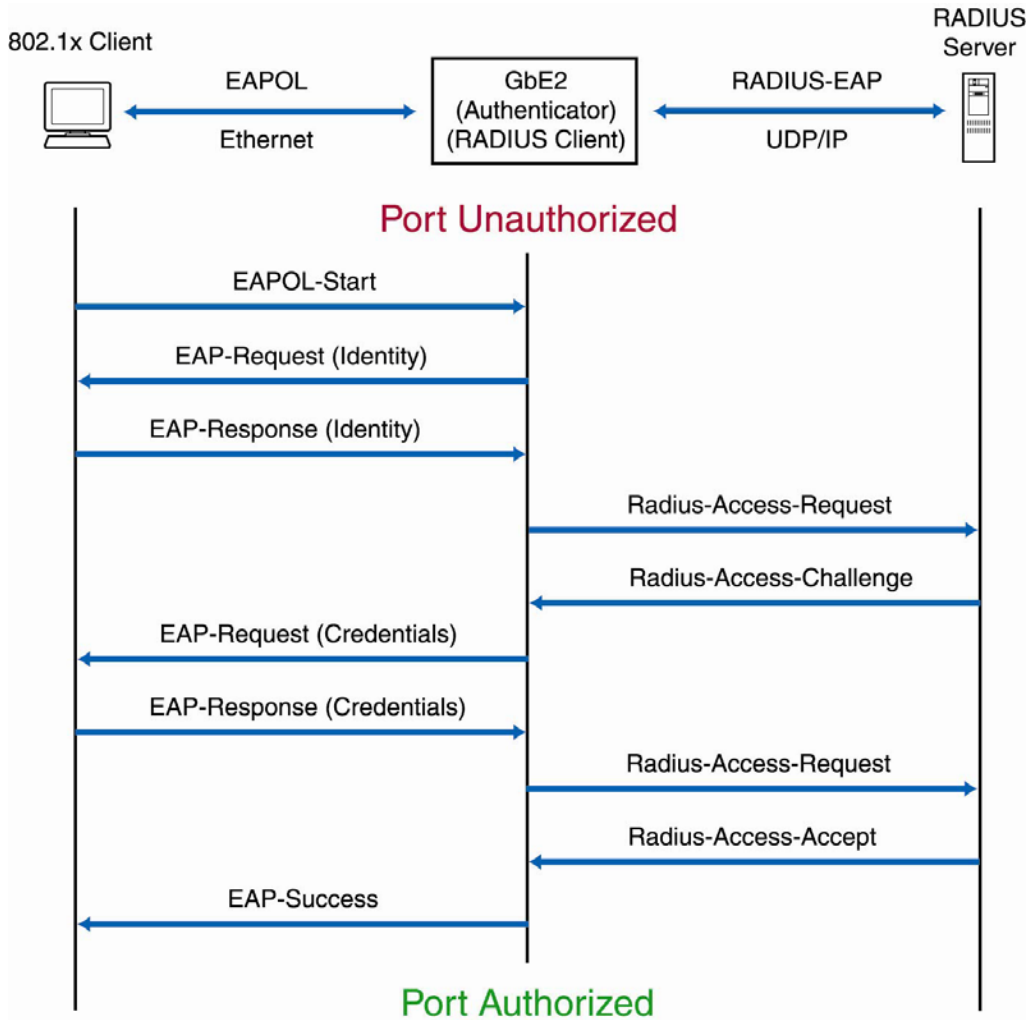 802.1x Client
RADIUS
Server
EAPOL
Ethernet
GbE2
(Authenticator)
(RADIUS Client)
RADIUS-EAP
UDP/IP
Port Unauthorized
EAPOL-Start
EAP-Request (Identity)
EAP-Response (Identity)
Radius-Access-Request
Radius-Access-Challenge
EAP-Request (Credentials)
EAP-Response (Credentials)
Radius-Access-Request
Radius-Access-Accept
EAP-Success
Port Authorized